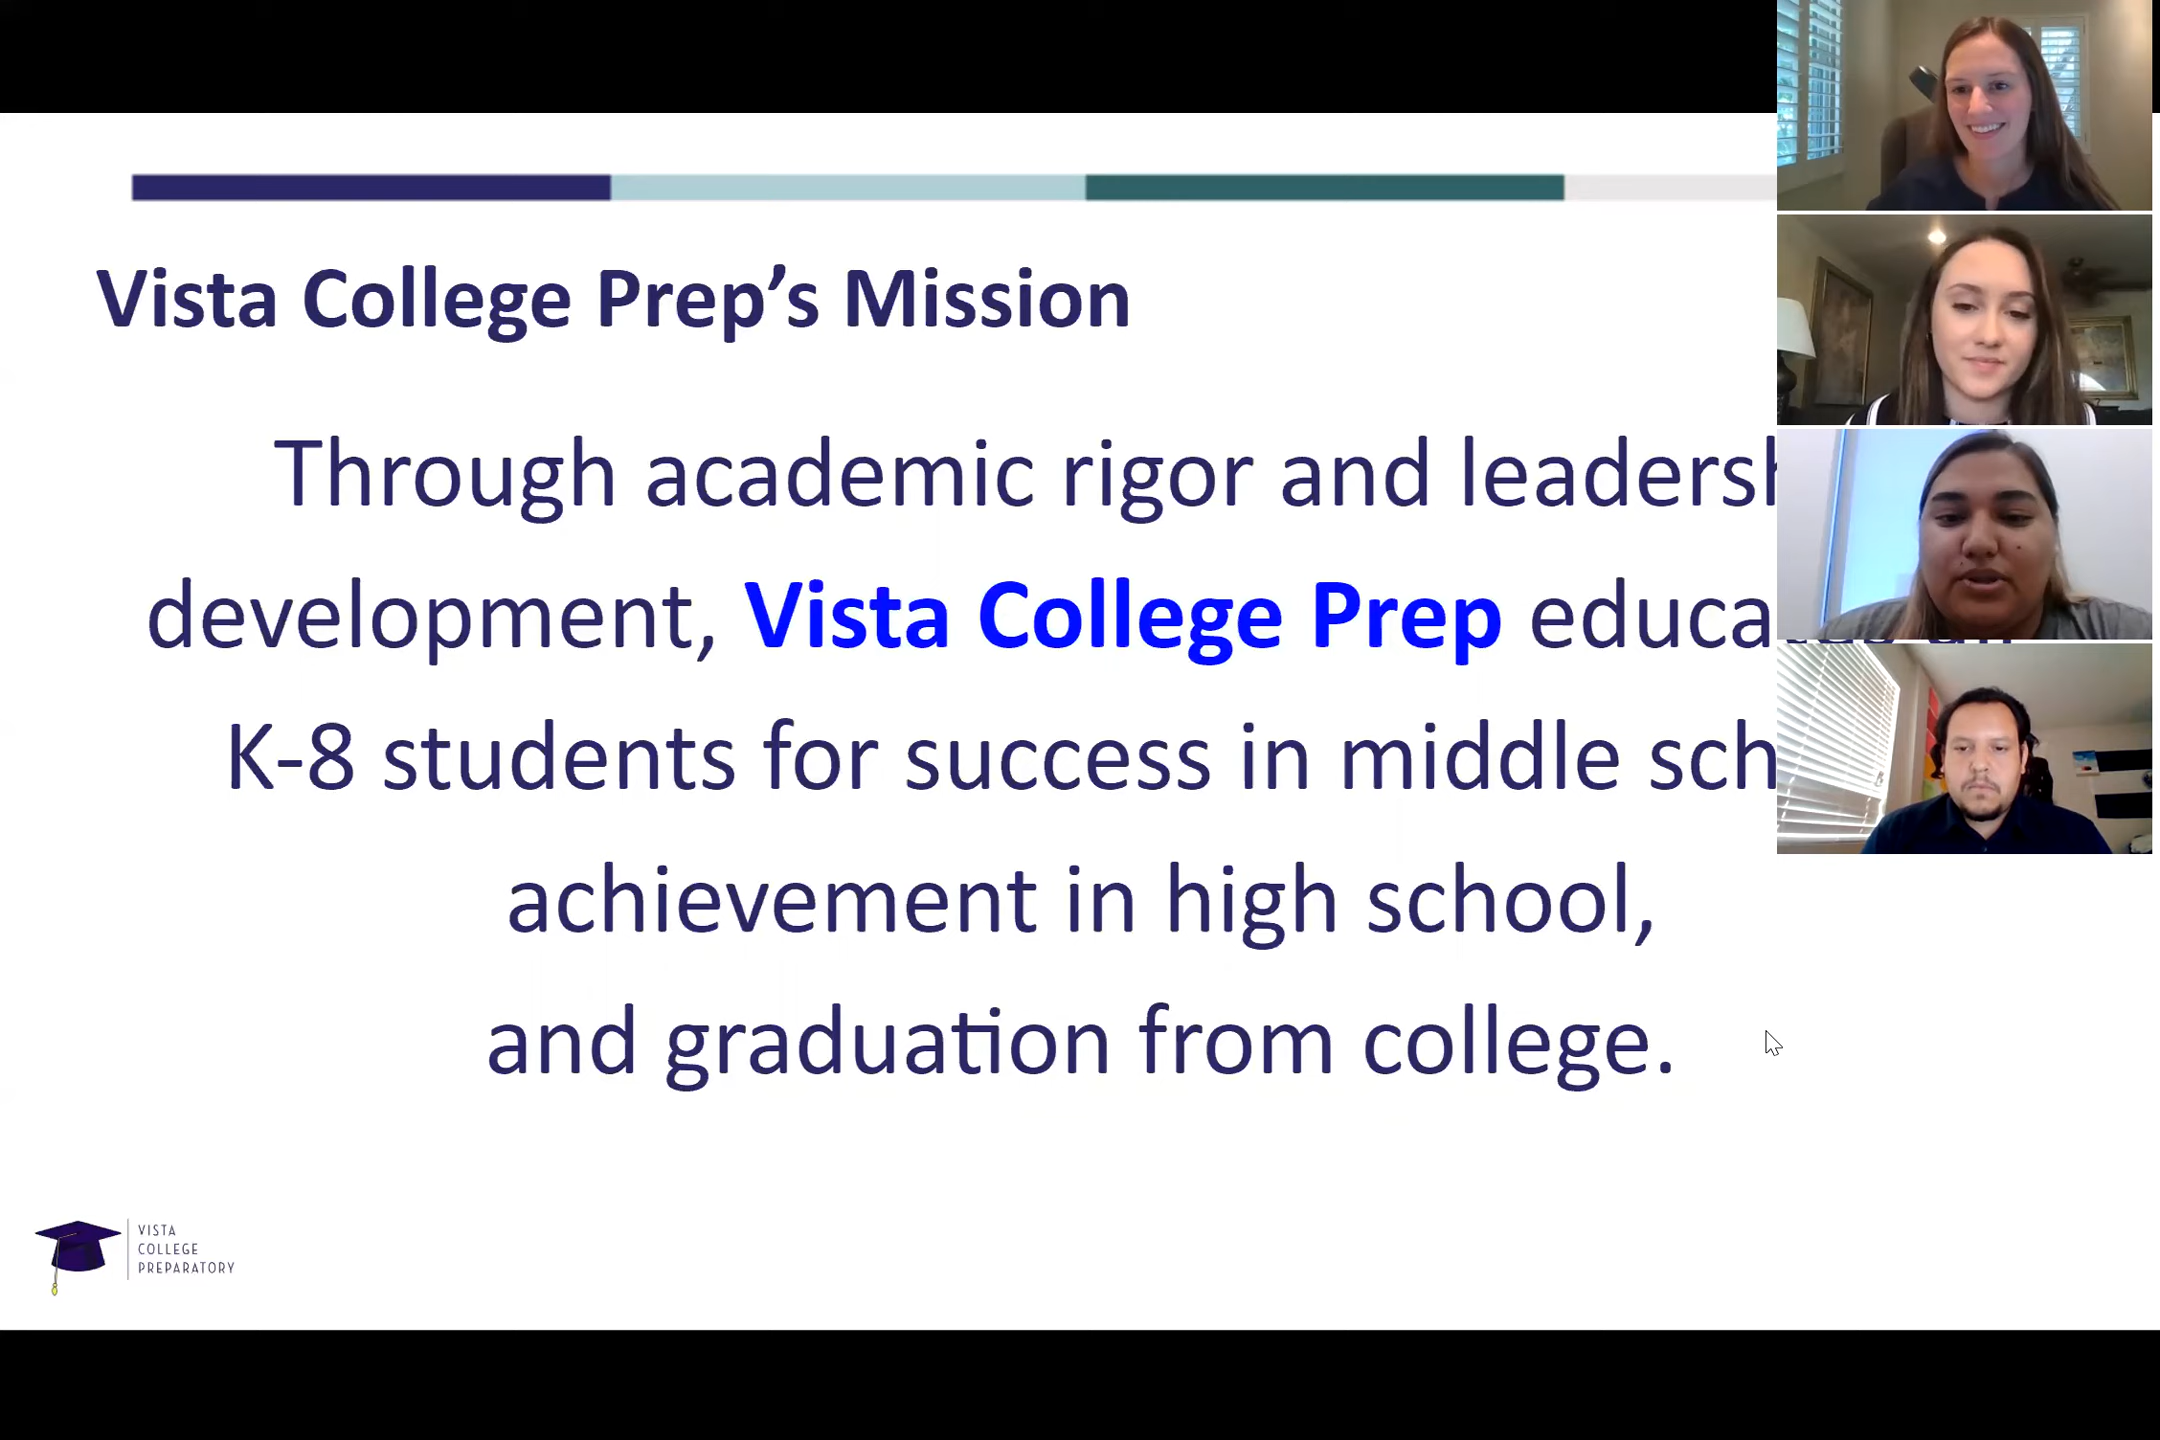 Vista College Prep's Mission
Through academic rigor and leadersh
development, Vista College Prep educa
K-8 students for success in middle sch
achievement in high school,
and graduation from college.
VISTA
COLLEGE
PREPARATORY